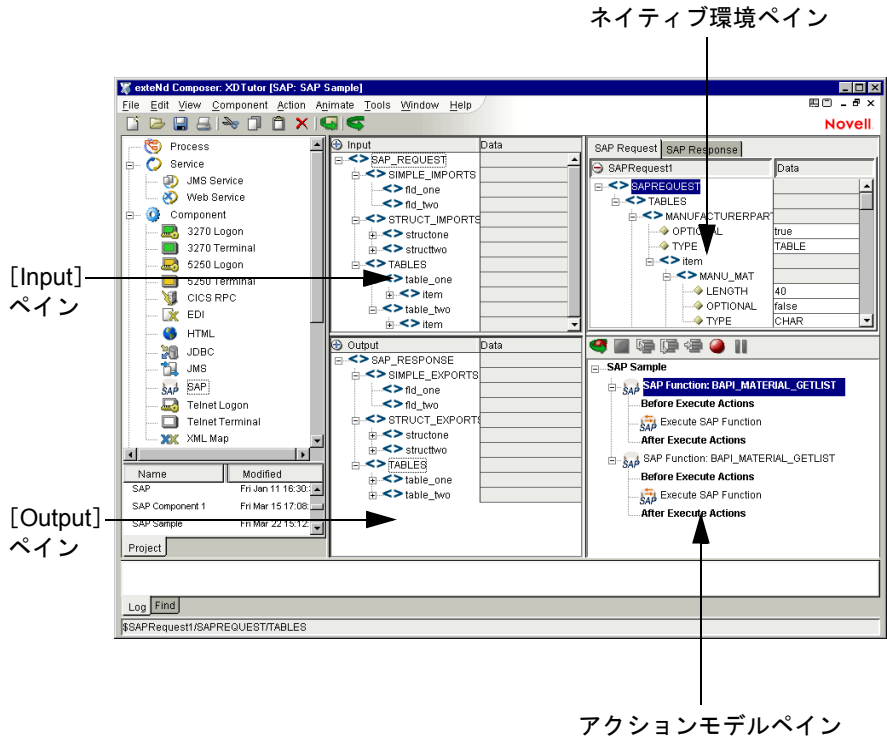 ネイティブ環境ペイン
exteNd Composer: XDTutor [SAP: SAP Sample]
File Edit View Component Action Animate Tools Window Help
Novell.
Process
Service
JMS Service
Web Service
Component
3270 Logon
3270 Terminal
5250 Logon
5250 Terminal
CICS RPC
EDI
HTML
JDBC
JMS
SAP
Telnet Logon
Telnet Terminal
XML Map
Name Modified
SAP Fri Jan 11 16:30:
SAP Component 1 Fri Mar 15 17:08:
SAP Sample Fri Mar 22 15:12:
Project
Input Data
SAP_REQUEST
SIMPLE_IMPORTS
fld_one
fld_two
STRUCT_IMPORTS
structone
structtwo
TABLES
table_one
item
table_two
item
Output Data
SAP_RESPONSE
SIMPLE_EXPORTS
fld_one
fld_two
STRUCT_EXPORTS
structone
structtwo
TABLES
table_one
table_two
SAP Request SAP Response
SAPRequest1 Data
SAPREQUEST
TABLES
MANUFACTURERPAR
OPTIONAL true
TYPE TABLE
item
MANU_MAT
LENGTH 40
OPTIONAL false
TYPE CHAR
SAP Sample
SAP SAP Function: BAPI_MATERIAL_GETLIST
Before Execute Actions
SAP Execute SAP Function
After Execute Actions
SAP SAP Function: BAPI_MATERIAL_GETLIST
Before Execute Actions
SAP Execute SAP Function
After Execute Actions
Log Find
$SAPRequest1/SAPREQUEST/TABLES
[Input]
ペイン
[Output]
ペイン
アクションモデルペイン